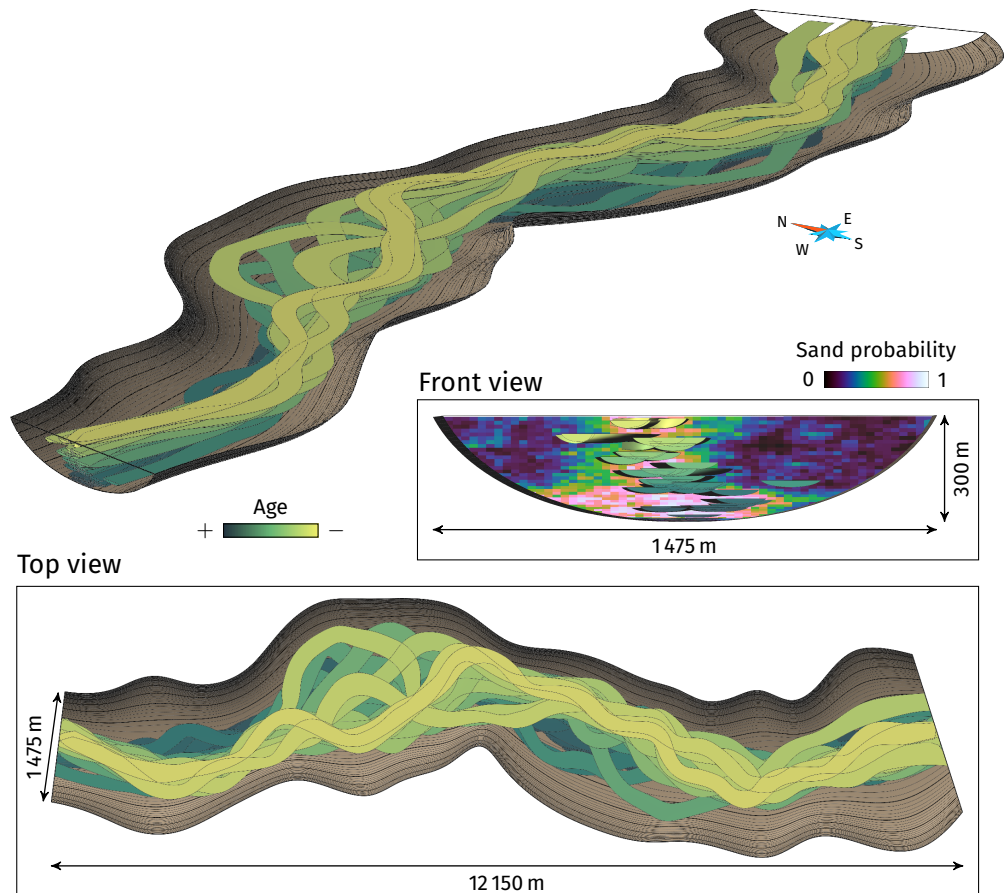 N
E
W
S
Sand probability
0
1
Front view
300 m
1 475 m
Age
+
−
Top view
1 475 m
12 150 m